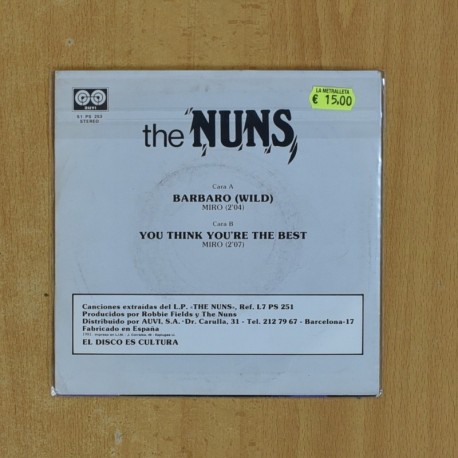 AUVI
S1 PS 252
STEREO
LA METRALLETA
€ 15,00
the NUNS
Cara A
BARBARO (WILD)
MIRO (2'04)
Cara B
YOU THINK YOU'RE THE BEST
MIRO (2'07)
Canciones extraídas del L.P. «THE NUNS», Ref. L7 PS 251
Producidos por Robbie Fields y The Nuns
Distribuido por AUVI, S.A. -Dr. Carulla, 31 - Tel. 212 79 67 - Barcelona-17
Fabricado en España
EL DISCO ES CULTURA